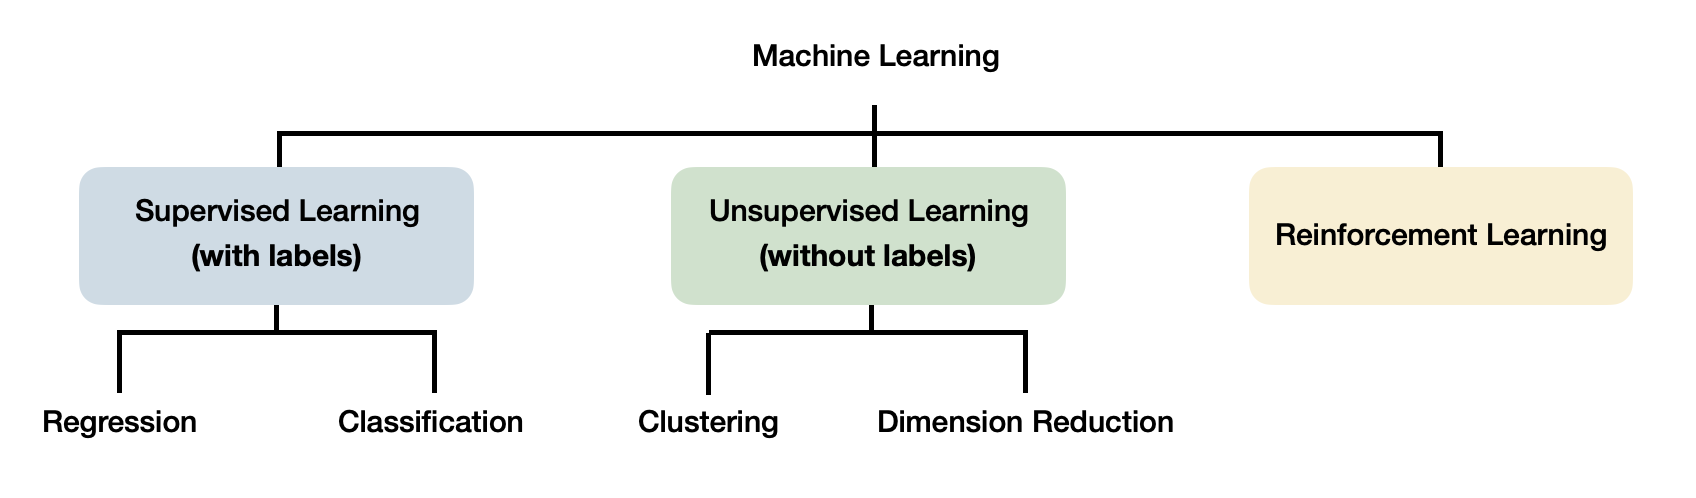 Machine Learning
Supervised Learning
(with labels)
Unsupervised Learning
(without labels)
Reinforcement Learning
Regression
Classification
Clustering
Dimension Reduction